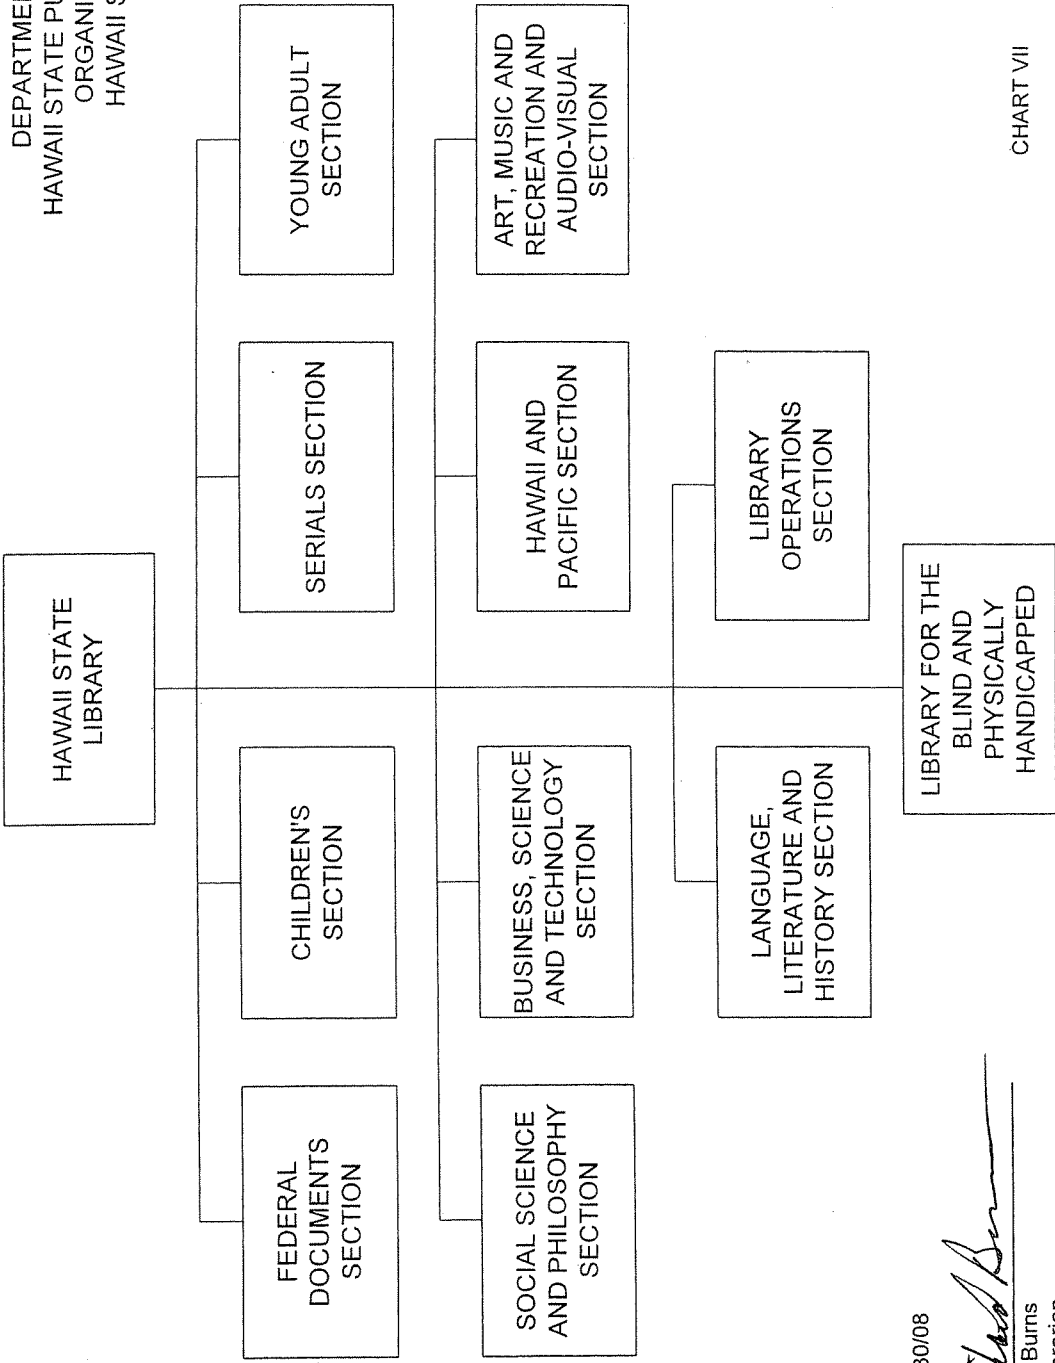 DEPARTME
HAWAII STATE PU
ORGANI
HAWAII S
HAWAII STATE
LIBRARY
FEDERAL
DOCUMENTS
SECTION
CHILDREN'S
SECTION
SERIALS SECTION
YOUNG ADULT
SECTION
SOCIAL SCIENCE
AND PHILOSOPHY
SECTION
BUSINESS, SCIENCE
AND TECHNOLOGY
SECTION
HAWAII AND
PACIFIC SECTION
ART, MUSIC AND
RECREATION AND
AUDIO-VISUAL
SECTION
LANGUAGE,
LITERATURE AND
HISTORY SECTION
LIBRARY
OPERATIONS
SECTION
LIBRARY FOR THE
BLIND AND
PHYSICALLY
HANDICAPPED
30/08
Burns
rarian
CHART VII